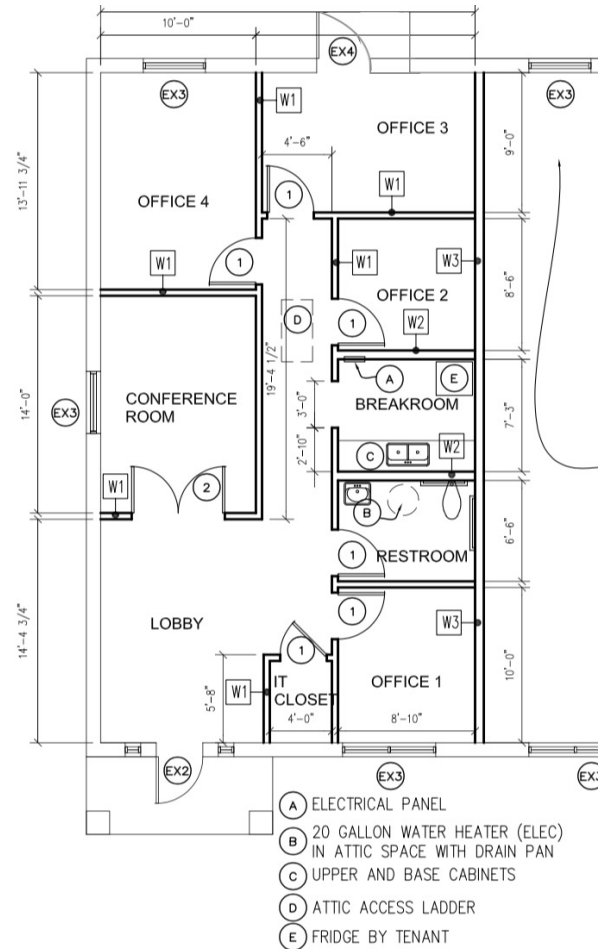 10'-0"
EX4
EX3
EX3
W1
OFFICE 3
4'-6"
9'-0"
13'-11 3/4"
OFFICE 4
W1
1
1
W1
W1
W3
OFFICE 2
8'-6"
D
1
W2
19'-4 1/2"
A
E
CONFERENCE
ROOM
BREAKROOM
3'-0"
7'-3"
14'-0"
EX3
2'-10"
C
W2
W1
2
B
RESTROOM
6'-6"
1
1
LOBBY
W3
14'-4 3/4"
1
W1
IT
CLOSET
OFFICE 1
10'-0"
5'-8"
4'-0"
8'-10"
EX2
EX3
EX3
A ELECTRICAL PANEL
B 20 GALLON WATER HEATER (ELEC)
IN ATTIC SPACE WITH DRAIN PAN
C UPPER AND BASE CABINETS
D ATTIC ACCESS LADDER
E FRIDGE BY TENANT